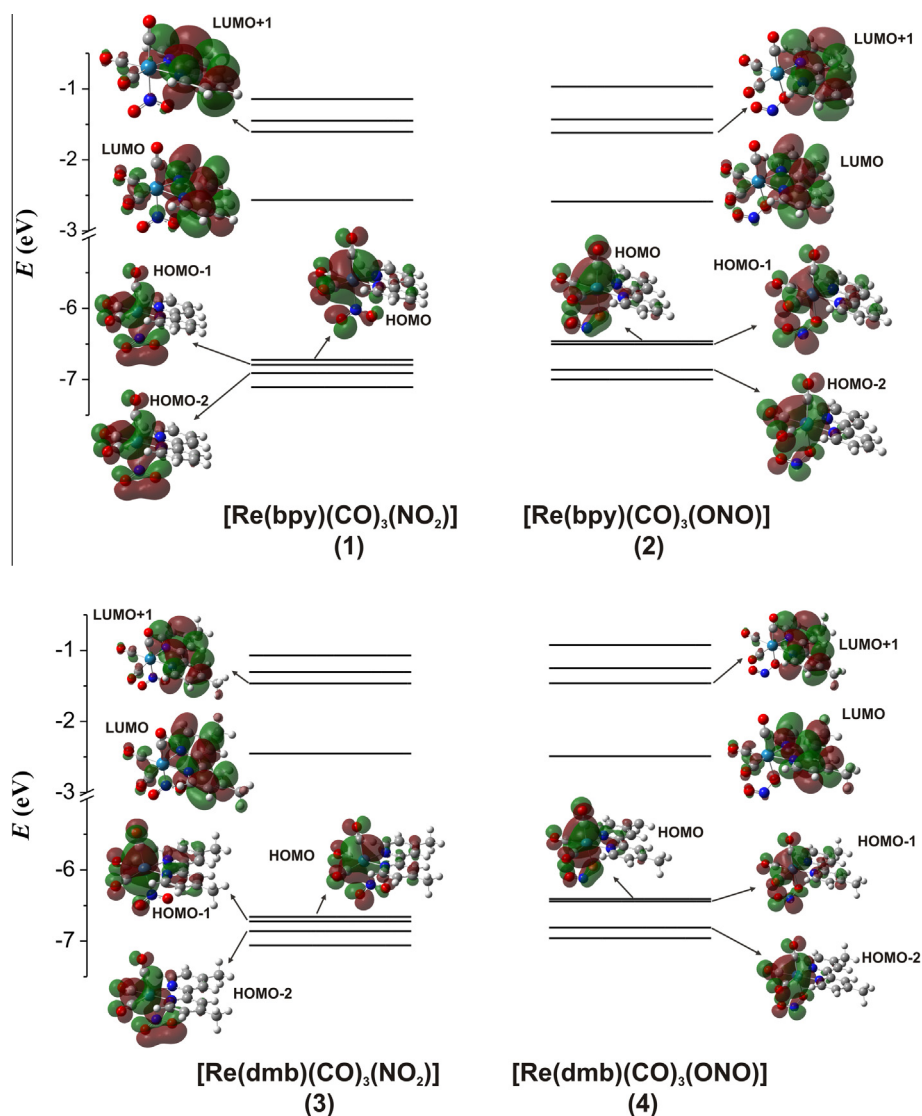 LUMO+1
LUMO+1
-1
LUMO
LUMO
-2
-3
E (eV)
HOMO
HOMO-1
HOMO-1
HOMO
-6
HOMO-2
HOMO-2
-7
[Re(bpy)(CO)₃(NO₂)]
(1)
[Re(bpy)(CO)₃(ONO)]
(2)
LUMO+1
LUMO+1
-1
LUMO
LUMO
-2
-3
E (eV)
HOMO
HOMO
HOMO-1
HOMO-1
-6
-7
HOMO-2
HOMO-2
[Re(dmb)(CO)₃(NO₂)]
(3)
[Re(dmb)(CO)₃(ONO)]
(4)